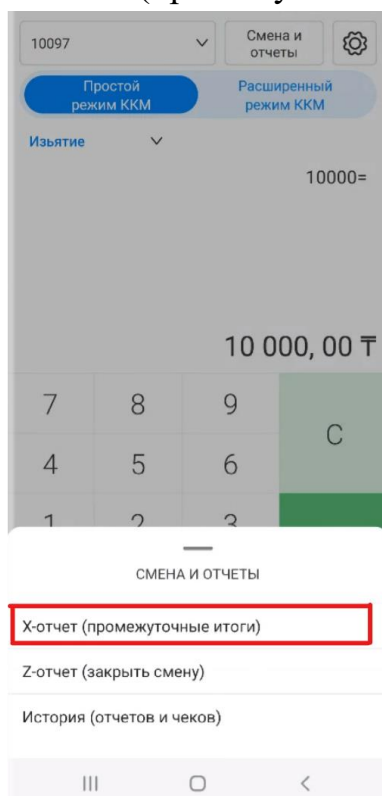 10097
Смена и
отчеты
Простой
режим ККМ
Расширенный
режим ККМ
Изъятие
10000=
10 000, 00 ₸
7 8 9
C
4 5 6
1 2 3
СМЕНА И ОТЧЕТЫ
X-отчет (промежуточные итоги)
Z-отчет (закрыть смену)
История (отчетов и чеков)